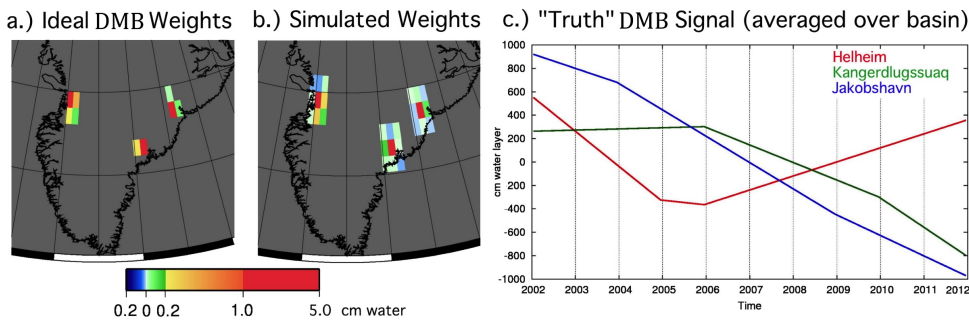 a.) Ideal DMB Weights
b.) Simulated Weights
c.) "Truth" DMB Signal (averaged over basin)
Helheim
Kangerdlugssuaq
Jakobshavn
1000
800
600
400
200
0
-200
-400
-600
-800
-1000
cm water layer
2002 2003 2004 2005 2006 2007 2008 2009 2010 2011 2012
Time
0.2 0 0.2 1.0 5.0 cm water